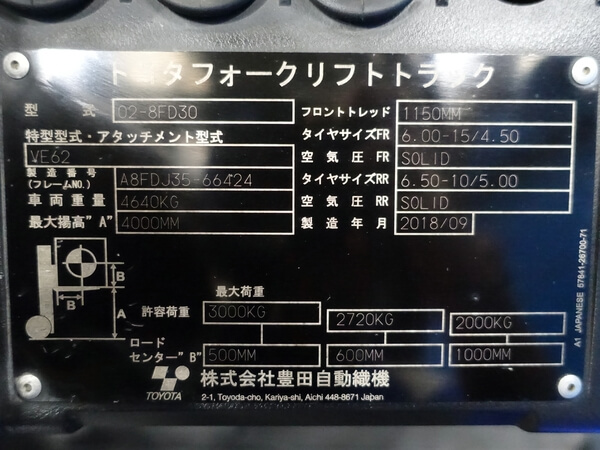 トヨタフォークリフトトラック
型式 02-8FD30 フロントトレッド 1150MM
特型型式・アタッチメント型式 タイヤサイズFR 6.00-15/4.50
VE62 空気圧FR SOLID
製造番号(フレームNO.) A8FDJ35-66424 タイヤサイズRR 6.50-10/5.00
車両重量 4640KG 空気圧RR SOLID
最大揚高"A" 4000MM 製造年月 2018/09
B
B
A
最大荷重
許容荷重 3000KG 2720KG 2000KG
ロードセンター"B" 500MM 600MM 1000MM
TOYOTA 株式会社豊田自動織機
2-1, Toyoda-cho, Kariya-shi, Aichi 448-8671 Japan
A1 JAPANESE 57841-26700-71